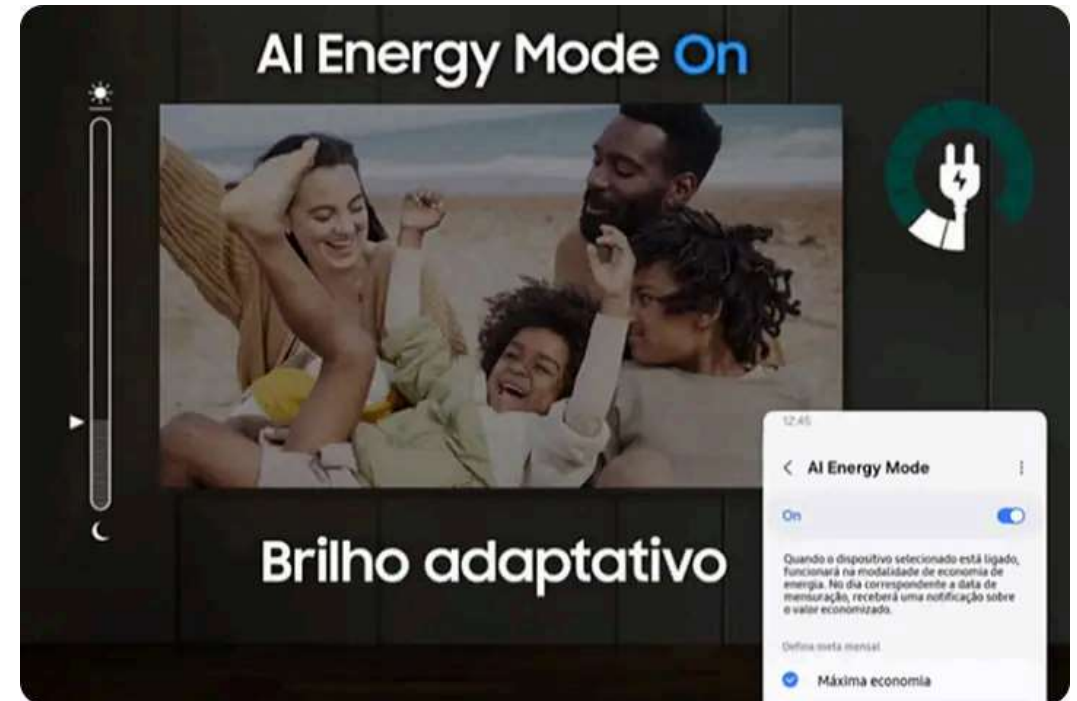 AI Energy Mode On
Brilho adaptativo
12:45
AI Energy Mode
On
Quando o dispositivo selecionado está ligado,
funcionará na modalidade de economia de
energia. No dia correspondente a data de
mensuração, receberá uma notificação sobre
o valor economizado.
Defina meta mensal
Máxima economia